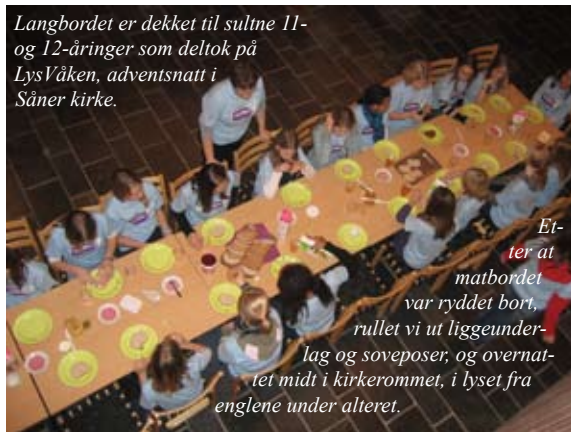 Langbordet er dekket til sultne 11-
og 12-åringer som deltok på
LysVåken, adventsnatt i
Såner kirke.
Et-
ter at
matbordet
var ryddet bort,
rullet vi ut liggeunder-
lag og soveposer, og overnat-
tet midt i kirkerommet, i lyset fra
englene under alteret.